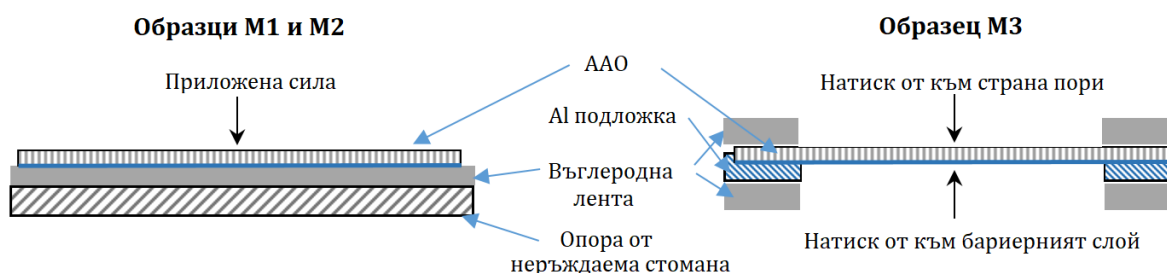 Образци М1 и М2
Приложена сила
ААО
Al подложка
Въглеродна
лента
Опора от
неръждаема стомана
Образец М3
Натиск от към страна пори
Натиск от към бариерният слой